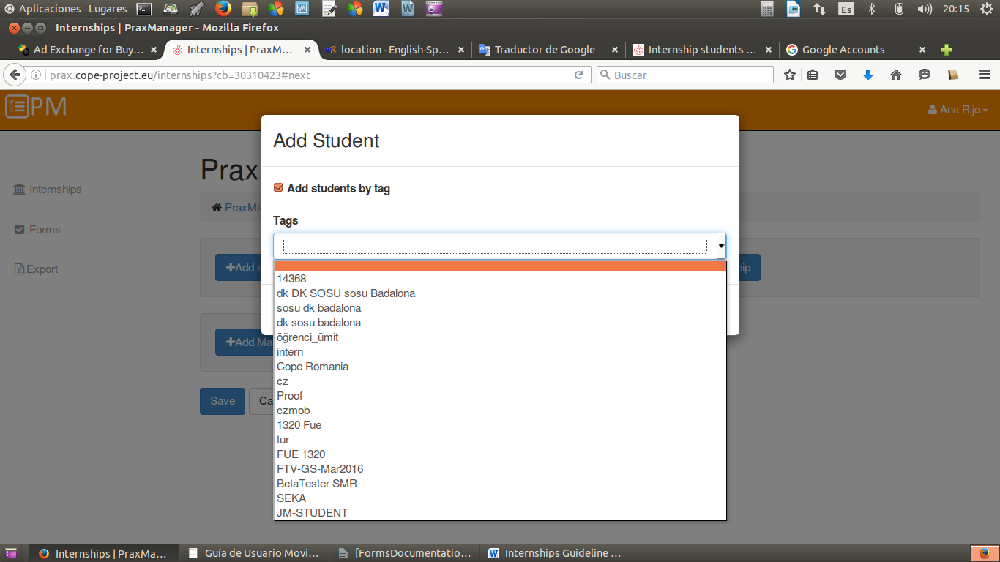 Aplicaciones Lugares Es 20:15
Internships | PraxManager - Mozilla Firefox
Ad Exchange for Buy... Internships | PraxM... location - English-Sp... Traductor de Google Internship students ... Google Accounts
prax.cope-project.eu/internships?cb=30310423#next Buscar
PM Ana Rijo
Add Student
Prax
Internships
Add students by tag
PraxMa
Tags
Forms
Add s ip
Export
14368
dk DK SOSU sosu Badalona
sosu dk badalona
dk sosu badalona
öğrenci_ümit
Add Ma
intern
Cope Romania
cz
Proof
Save Ca
czmob
1320 Fue
tur
FUE 1320
FTV-GS-Mar2016
BetaTester SMR
SEKA
JM-STUDENT
Internships | PraxMa... Guía de Usuario Movi... [FormsDocumentatio... Internships Guideline ...